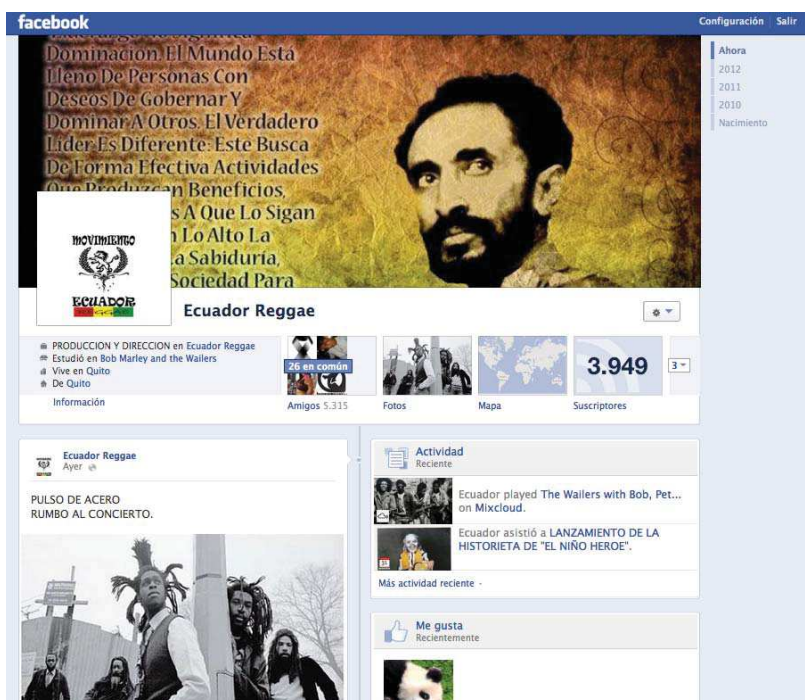 facebook
Configuración Salir
Dominación. El Mundo Esta
Lleno De Personas Con
Deseos De Gobernar Y
Dominar A Otros. El Verdadero
Lider Es Diferente: Este Busca
De Forma Efectiva Actividades
Que Produzcan Beneficios,
s A Que Lo Sigan
n Lo Alto La
a Sabiduría,
Sociedad Para
Ahora
2012
2011
2010
Nacimiento
MOVIMIENTO
ECUADOR
REGGAE
Ecuador Reggae
PRODUCCION Y DIRECCION en Ecuador Reggae
Estudió en Bob Marley and the Wailers
Vive en Quito
De Quito
Información
26 en común
Amigos 5.315
Fotos
Mapa
3.949
Suscriptores
3
Ecuador Reggae
Ayer
PULSO DE ACERO
RUMBO AL CONCIERTO.
Actividad
Reciente
Ecuador played The Wailers with Bob, Pet...
on Mixcloud.
31
Ecuador asistió a LANZAMIENTO DE LA
HISTORIETA DE "EL NIÑO HEROE".
Más actividad reciente
Me gusta
Recientemente